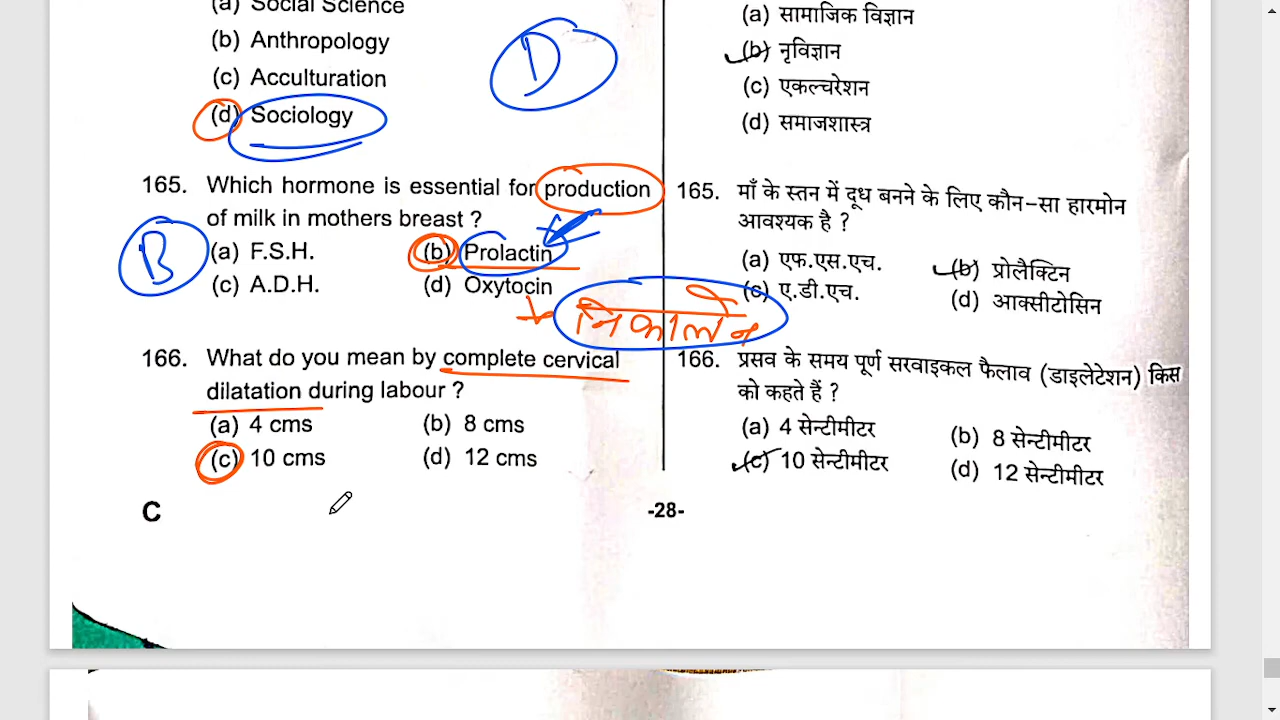 (a) Social Science
(b) Anthropology
(c) Acculturation
(d) Sociology
D
165. Which hormone is essential for production
of milk in mothers breast ?
(a) F.S.H. (b) Prolactin
(c) A.D.H. (d) Oxytocin
B
निकालने
166. What do you mean by complete cervical
dilatation during labour ?
(a) 4 cms (b) 8 cms
(c) 10 cms (d) 12 cms
(a) सामाजिक विज्ञान
(b) नृविज्ञान
(c) एकल्चरेशन
(d) समाजशास्त्र
165. माँ के स्तन में दूध बनने के लिए कौन-सा हारमोन
आवश्यक है ?
(a) एफ.एस.एच. (b) प्रोलैक्टिन
(c) ए.डी.एच. (d) आक्सीटोसिन
166. प्रसव के समय पूर्ण सरवाइकल फैलाव (डाइलेटेशन) किस
को कहते हैं ?
(a) 4 सेन्टीमीटर (b) 8 सेन्टीमीटर
(c) 10 सेन्टीमीटर (d) 12 सेन्टीमीटर
C -28-